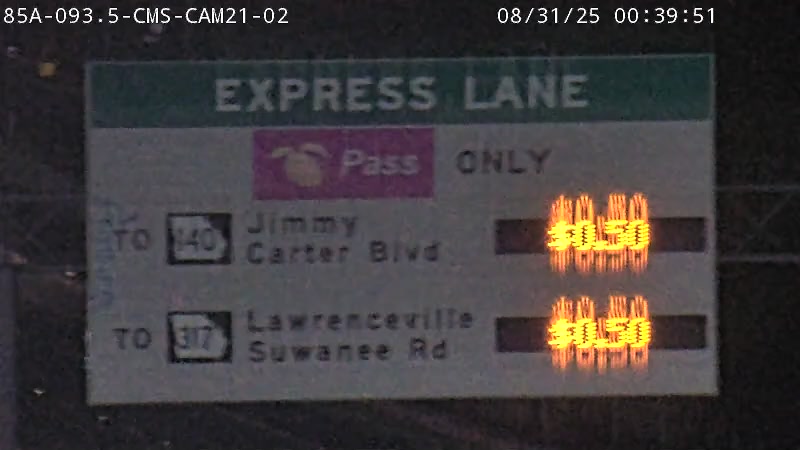 85A-093.5-CMS-CAM21-02 08/31/25 00:39:51
EXPRESS LANE
Pass ONLY
TO 140 Jimmy Carter Blvd $0.50
TO 317 Lawrenceville Suwanee Rd $0.50